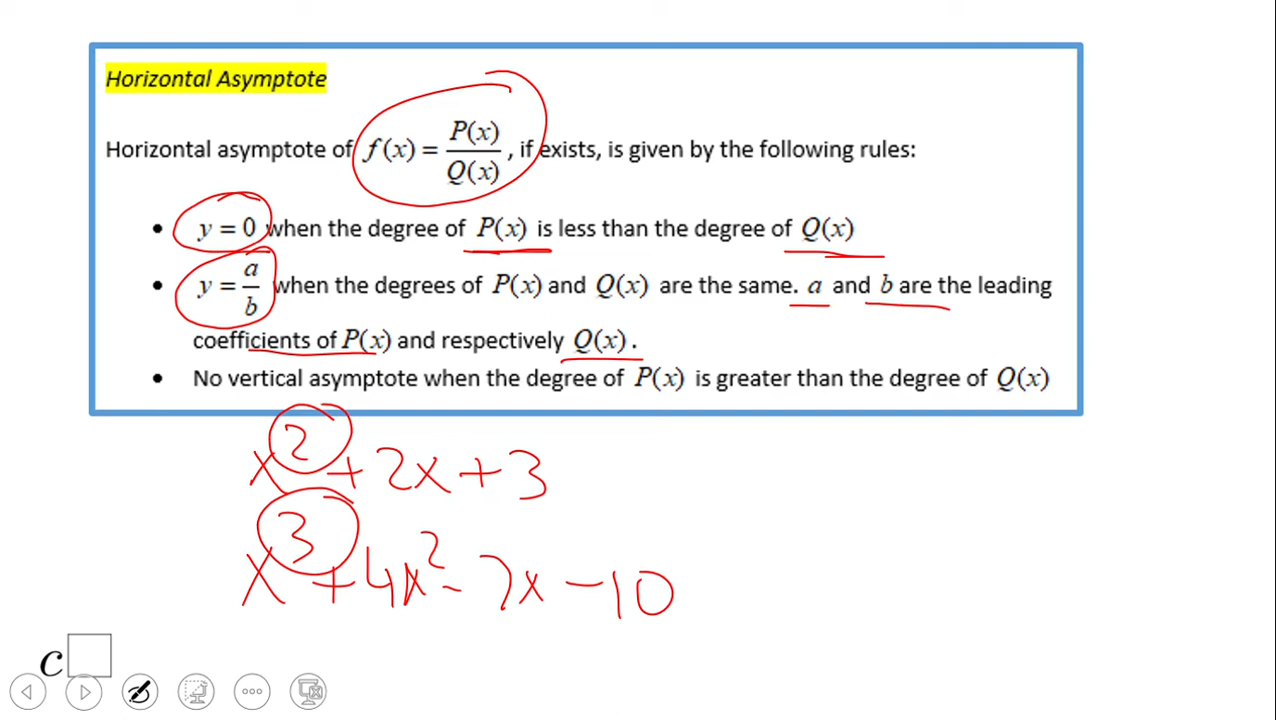 Horizontal Asymptote
Horizontal asymptote of f(x) = P(x)/Q(x), if exists, is given by the following rules:
• y = 0 when the degree of P(x) is less than the degree of Q(x)
• y = a/b when the degrees of P(x) and Q(x) are the same. a and b are the leading
coefficients of P(x) and respectively Q(x).
• No vertical asymptote when the degree of P(x) is greater than the degree of Q(x)
x² + 2x + 3
x³ + 4x² - 7x - 10
c